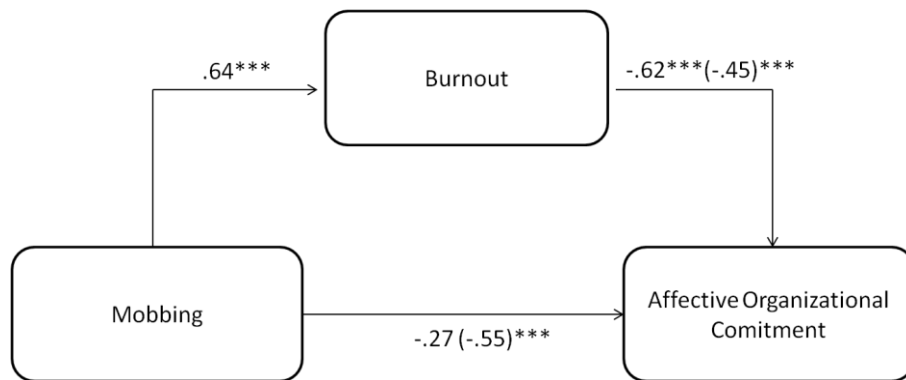 .64***
Burnout
-.62***(-.45)***
Mobbing
Affective Organizational
Comitment
-.27 (-.55)***